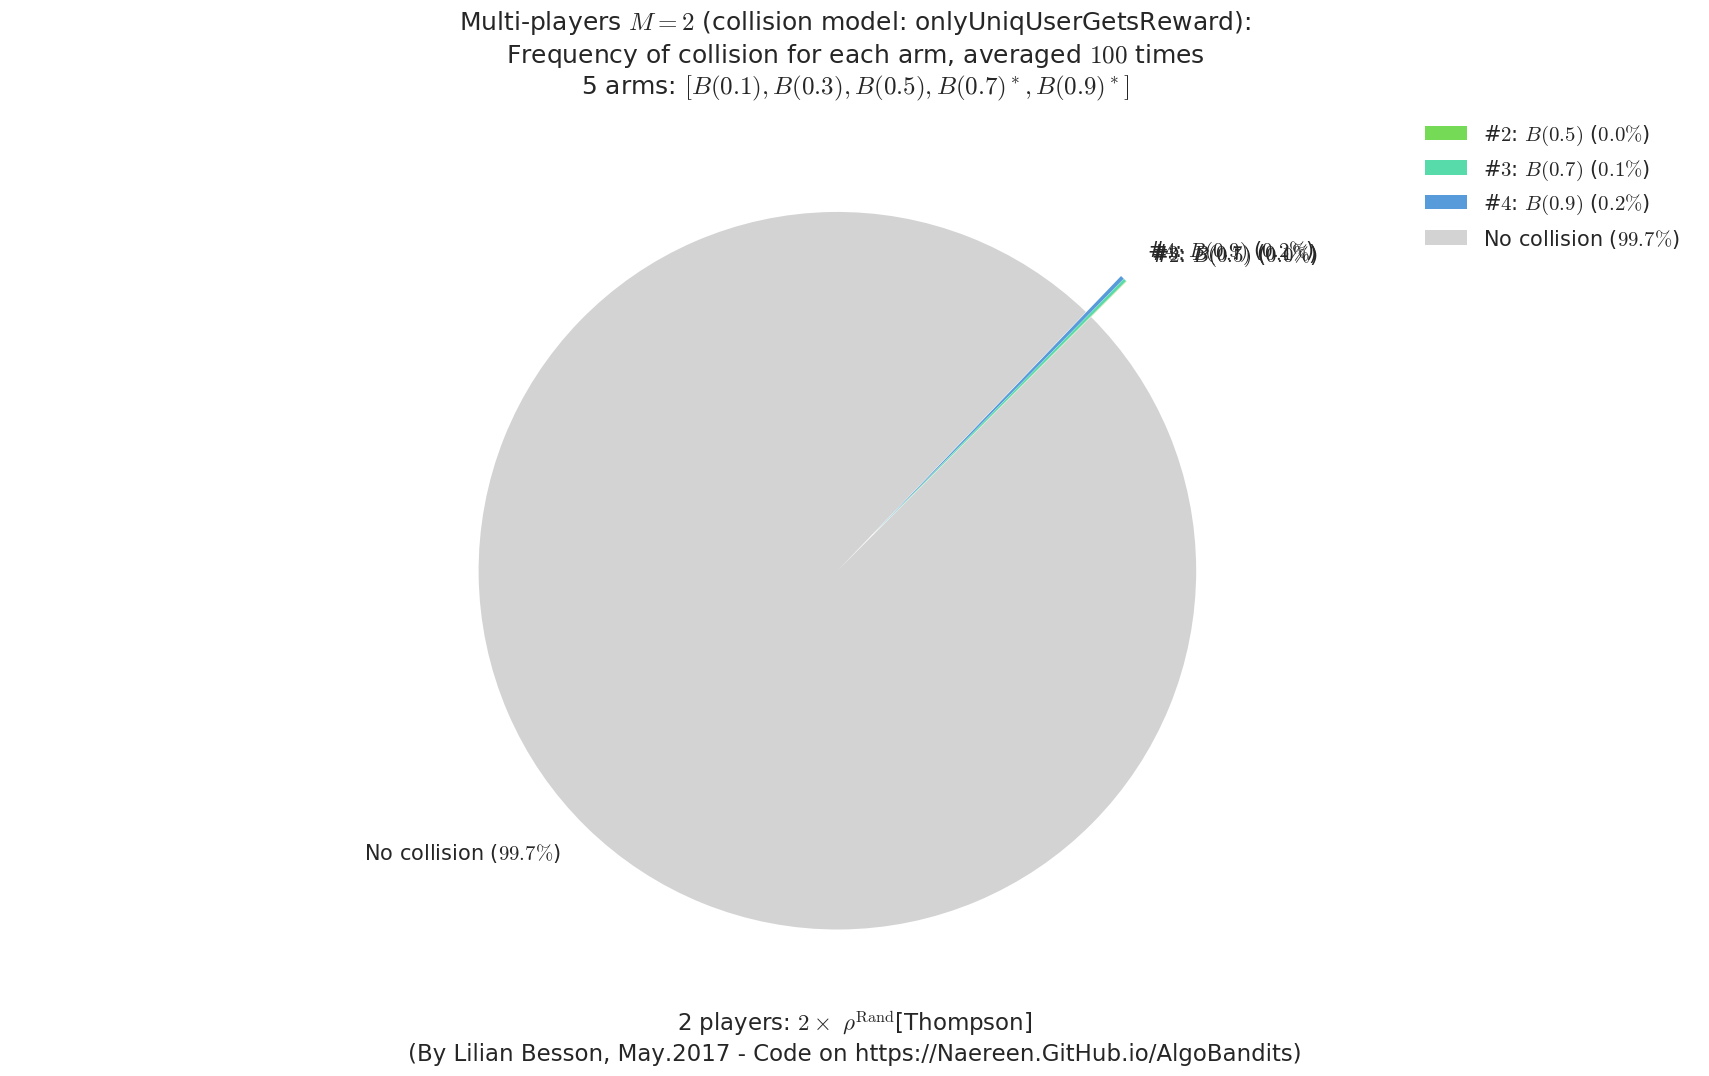 Multi-players M = 2 (collision model: onlyUniqUserGetsReward):
Frequency of collision for each arm, averaged 100 times
5 arms: [B(0.1), B(0.3), B(0.5), B(0.7)*, B(0.9)*]
#2: B(0.5) (0.0%)
#3: B(0.7) (0.1%)
#4: B(0.9) (0.2%)
No collision (99.7%)
No collision (99.7%)
2 players: 2 × ρ^Rand[Thompson]
(By Lilian Besson, May.2017 - Code on https://Naereen.GitHub.io/AlgoBandits)